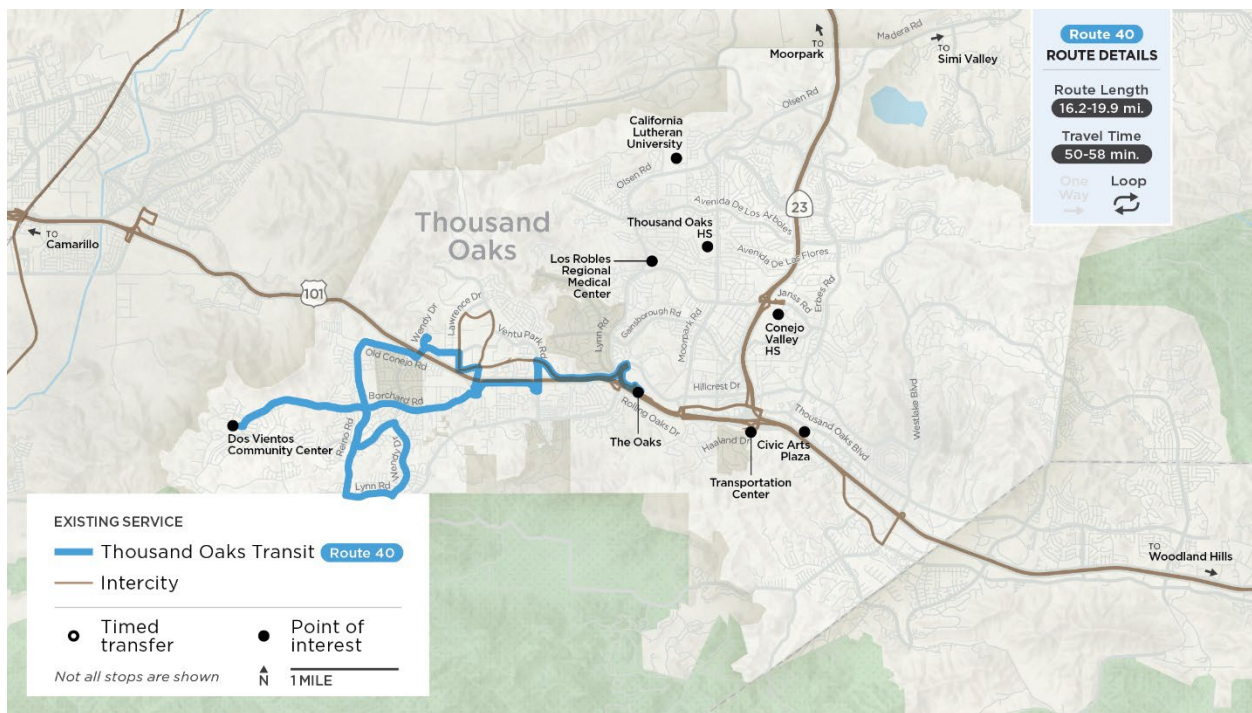 Route 40
ROUTE DETAILS
Route Length
16.2-19.9 mi.
Travel Time
50-58 min.
One
Way
Loop
TO
Moorpark
Madera Rd
TO
Simi Valley
Olsen Rd
California
Lutheran
University
Olsen Rd
23
Avenida De Los Arboles
Thousand
Oaks
Thousand Oaks
HS
Avenida De Las Flores
TO
Camarillo
Los Robles
Regional
Medical
Center
101
Janss Rd
Erbes Rd
Conejo
Valley
HS
Wendy Dr
Lawrence Dr
Ventu Park Rd
Lynn Rd
Gainsborough Rd
Moorpark Rd
Old Conejo Rd
Borchard Rd
Hillcrest Dr
Rolling Oaks Dr
Thousand Oaks Blvd
Westlake Blvd
Dos Vientos
Community Center
Reino Rd
Wendy Dr
Lynn Rd
The Oaks
Haaland Dr
Civic Arts
Plaza
Transportation
Center
TO
Woodland Hills
EXISTING SERVICE
Thousand Oaks Transit Route 40
Intercity
Timed
transfer
Point of
interest
Not all stops are shown
N
1 MILE